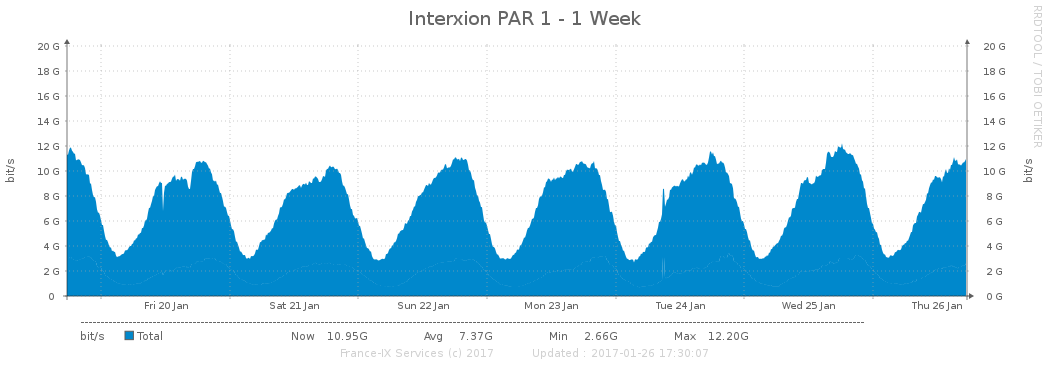 Interxion PAR 1 - 1 Week
RRDTOOL / TOBI OETIKER
20 G 20 G
18 G 18 G
16 G 16 G
14 G 14 G
12 G 12 G
10 G 10 G
8 G 8 G
6 G 6 G
4 G 4 G
2 G 2 G
0 0 G
bit/s
bit/s
Fri 20 Jan Sat 21 Jan Sun 22 Jan Mon 23 Jan Tue 24 Jan Wed 25 Jan Thu 26 Jan
bit/s Total Now 10.95G Avg 7.37G Min 2.66G Max 12.20G
France-IX Services (c) 2017 Updated : 2017-01-26 17:30:07